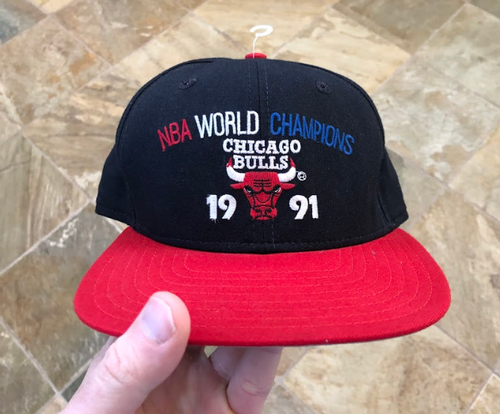 NBA WORLD CHAMPIONS
CHICAGO
BULLS
®
19 91